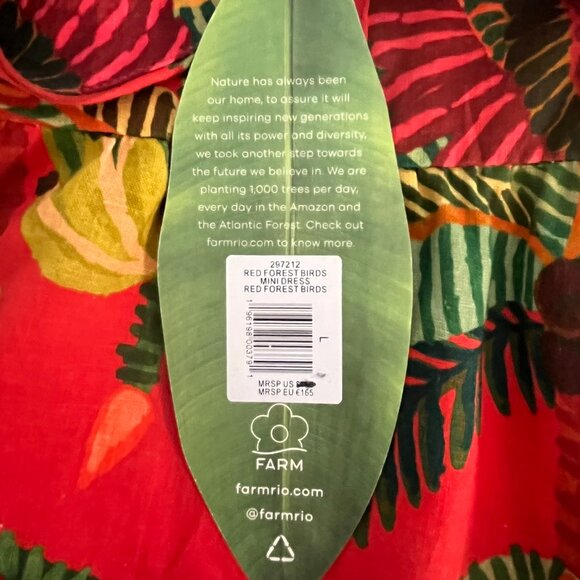 Nature has always been
our home, to assure it will
keep inspiring new generations
with all its power and diversity,
we took another step towards
the future we believe in. We are
planting 1,000 trees per day,
every day in the Amazon and
the Atlantic Forest. Check out
farmrio.com to know more.
297212
RED FOREST BIRDS
MINI DRESS
RED FOREST BIRDS
L
MRSP US
MRSP EU €165
FARM
farmrio.com
@farmrio